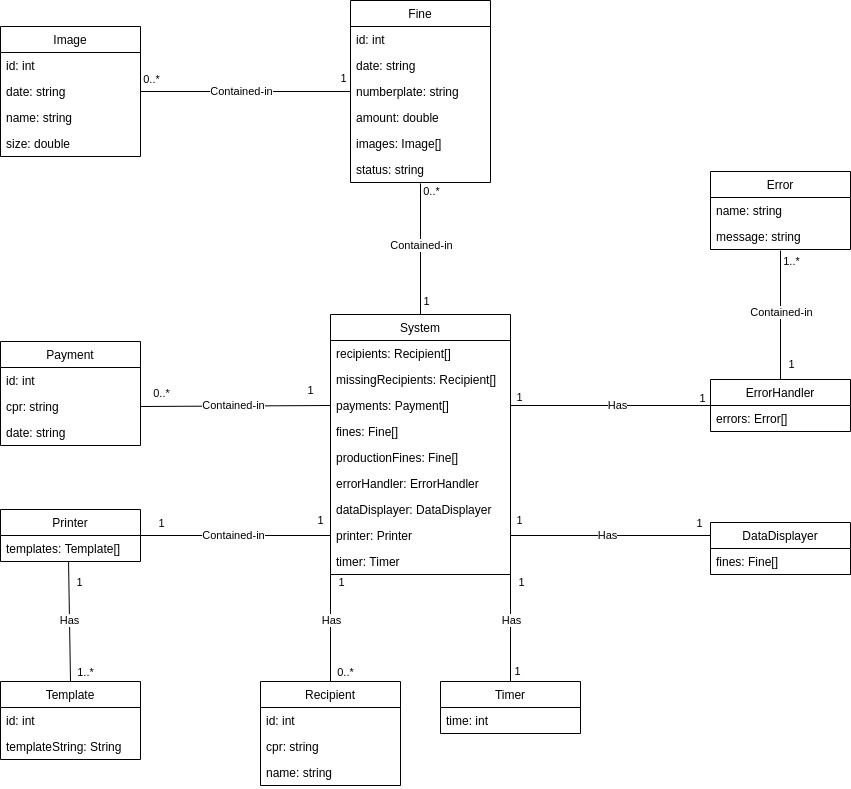 Fine
id: int
date: string
numberplate: string
amount: double
images: Image[]
status: string
Image
id: int
date: string
name: string
size: double
0..*
Contained-in
1
0..*
Contained-in
1
Error
name: string
message: string
1..*
Contained-in
1
System
recipients: Recipient[]
missingRecipients: Recipient[]
payments: Payment[]
fines: Fine[]
productionFines: Fine[]
errorHandler: ErrorHandler
dataDisplayer: DataDisplayer
printer: Printer
timer: Timer
Payment
id: int
cpr: string
date: string
0..*
Contained-in
1
1
Has
1
ErrorHandler
errors: Error[]
Printer
templates: Template[]
1
Contained-in
1
1
Has
1
DataDisplayer
fines: Fine[]
1
Has
1..*
1
Has
0..*
1
Has
1
Template
id: int
templateString: String
Recipient
id: int
cpr: string
name: string
Timer
time: int